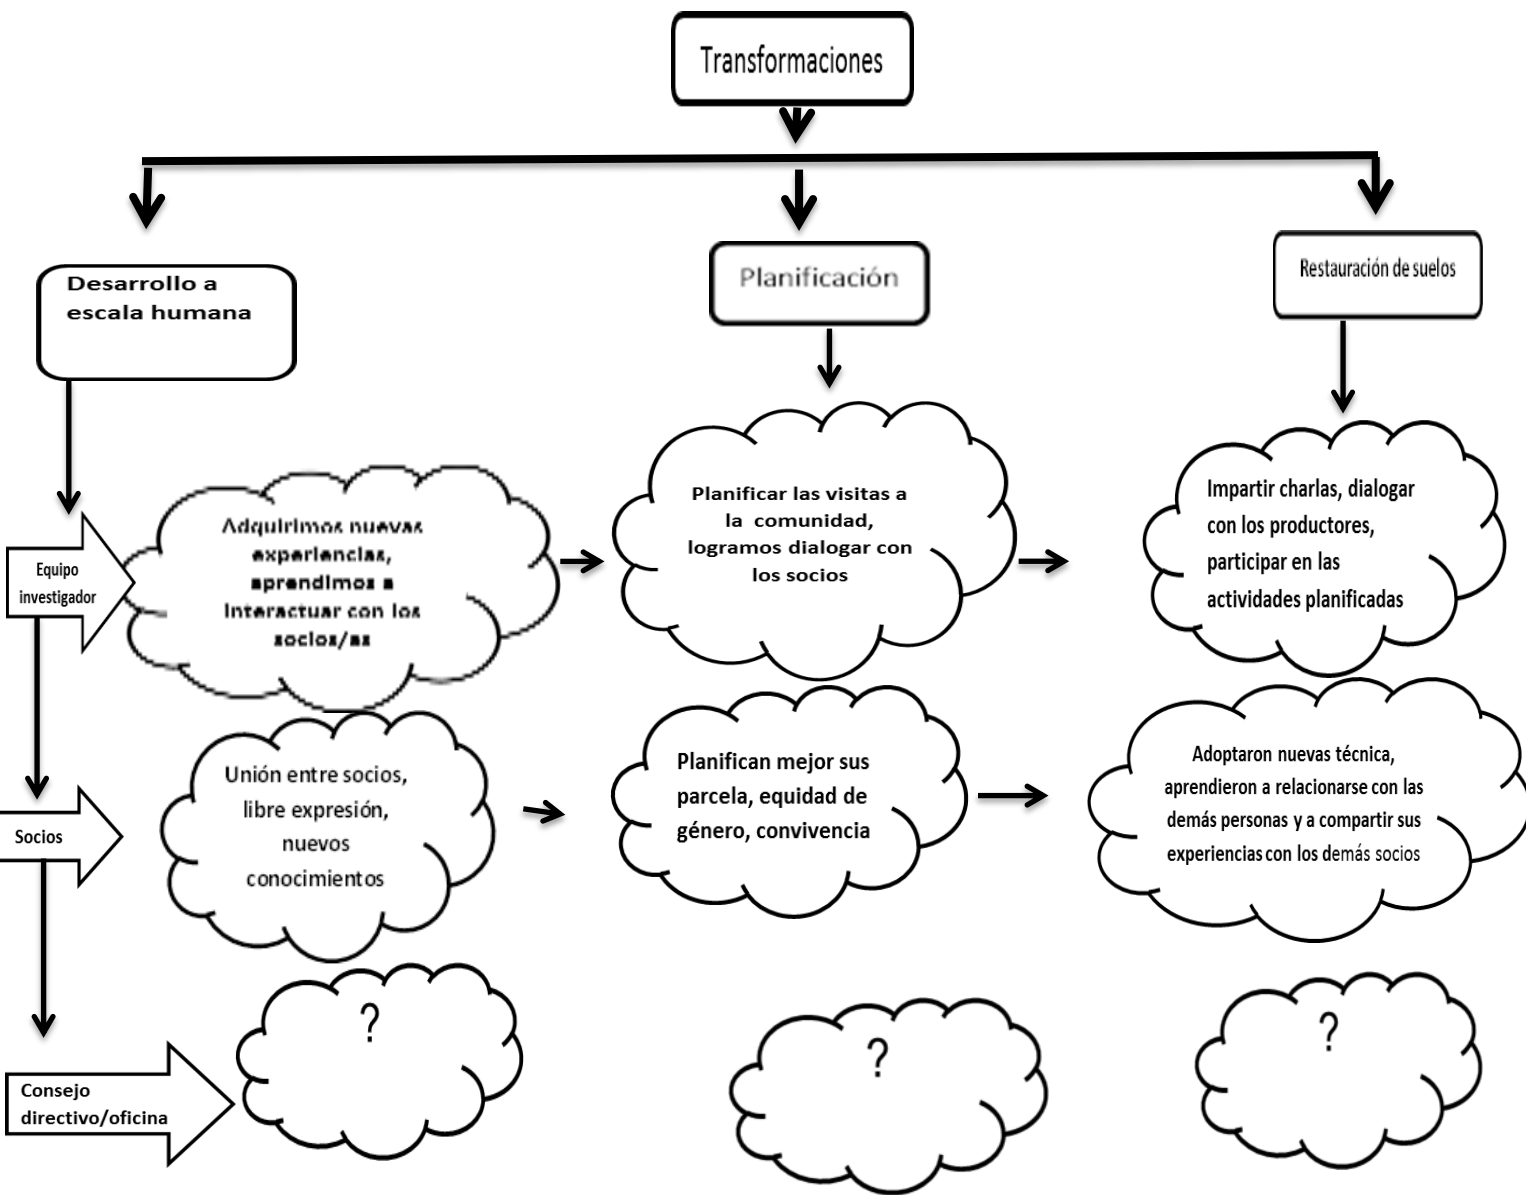 Transformaciones
Desarrollo a
escala humana
Planificación
Restauración de suelos
Equipo
investigador
Adquirimos nuevas
experiencias,
aprendimos a
interactuar con los
socios/as
Planificar las visitas a
la comunidad,
logramos dialogar con
los socios
Impartir charlas, dialogar
con los productores,
participar en las
actividades planificadas
Socios
Unión entre socios,
libre expresión,
nuevos
conocimientos
Planifican mejor sus
parcela, equidad de
género, convivencia
Adoptaron nuevas técnica,
aprendieron a relacionarse con las
demás personas y a compartir sus
experiencias con los demás socios
Consejo
directivo/oficina
?
?
?